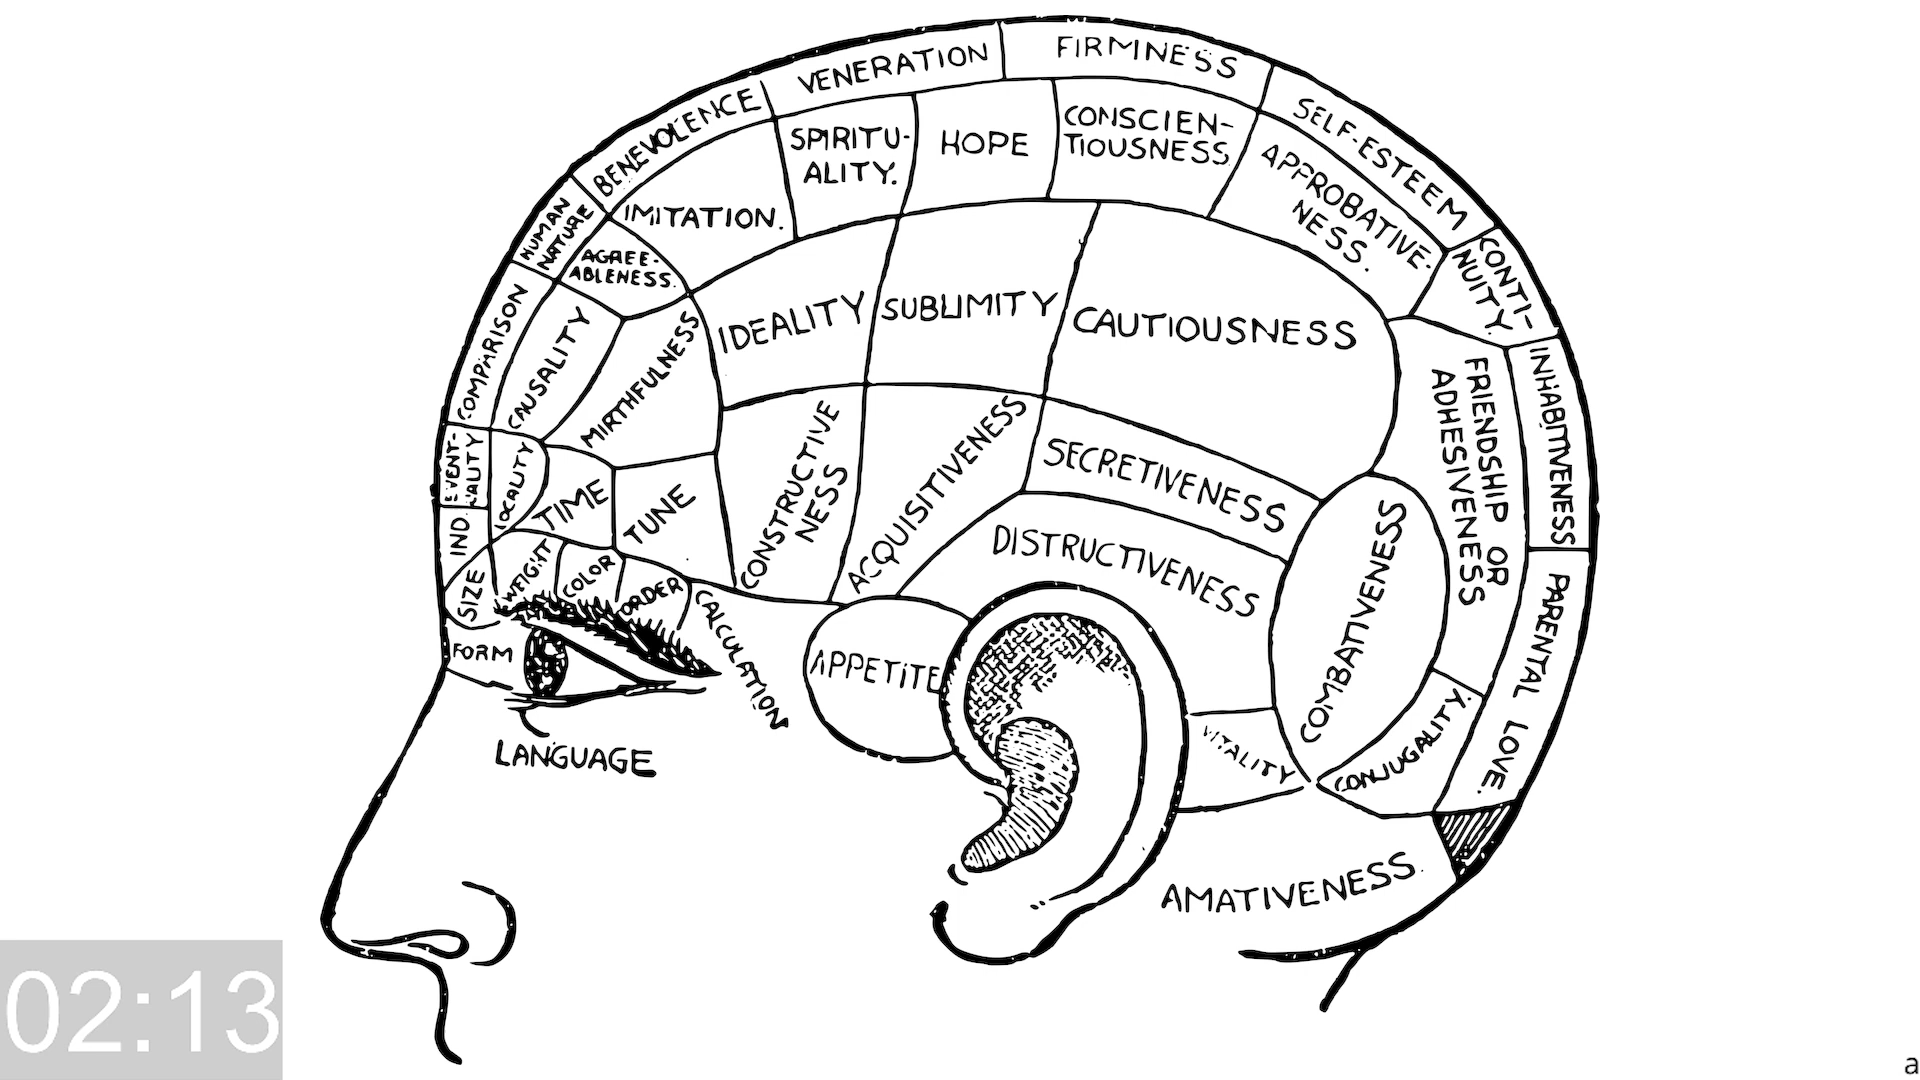 VENERATION
FIRMNESS
BENEVOLENCE
SELF-ESTEEM
SPIRITU-
ALITY.
HOPE
CONSCIEN-
TIOUSNESS
APPROBATIVE-
NESS.
HUMAN
NATURE
IMITATION.
AGREE-
ABLENESS.
CONTI-
NUITY.
COMPARISON
CAUSALITY
MIRTHFULNESS
IDEALITY
SUBLIMITY
CAUTIOUSNESS
FRIENDSHIP OR
ADHESIVENESS
INHABITIVENESS
EVENT-
UALITY
LOCALITY
TIME
TUNE
CONSTRUCTIVE
NESS
ACQUISITIVENESS
SECRETIVENESS
DISTRUCTIVENESS
COMBATIVENESS
IND.
SIZE
WEIGHT
COLOR
ORDER
CALCULATION
FORM
APPETITE
PARENTAL LOVE.
VITALITY
CONJUGALITY.
LANGUAGE
AMATIVENESS
02:13
a